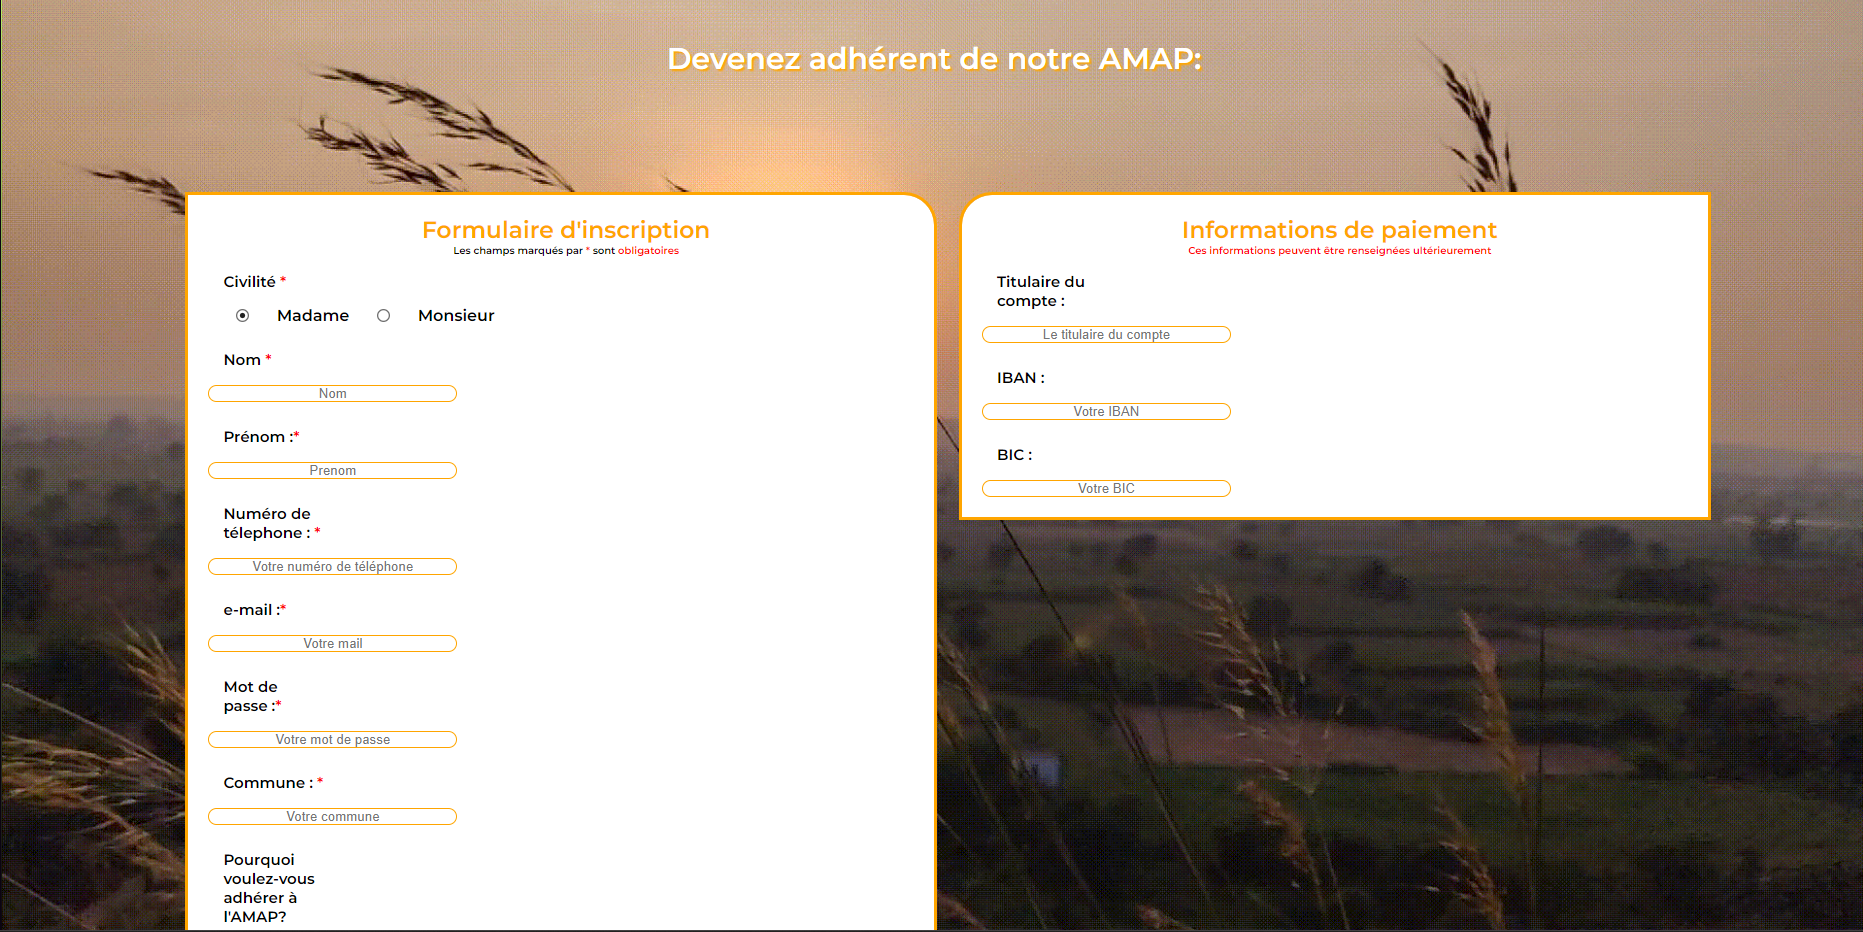 Devenez adhérent de notre AMAP:
Formulaire d'inscription
Les champs marqués par * sont obligatoires
Civilité *
Madame Monsieur
Nom *
Nom
Prénom :*
Prenom
Numéro de
télephone : *
Votre numéro de téléphone
e-mail :*
Votre mail
Mot de
passe :*
Votre mot de passe
Commune : *
Votre commune
Pourquoi
voulez-vous
adhérer à
l'AMAP?
Informations de paiement
Ces informations peuvent être renseignées ultérieurement
Titulaire du
compte :
Le titulaire du compte
IBAN :
Votre IBAN
BIC :
Votre BIC